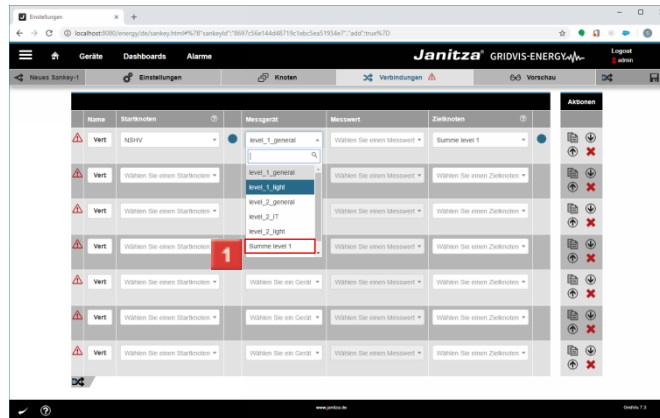 Einstellungen
localhost:8080/energy/de/sankey.html#%7B"sankeyId":"8697c56e144d48719c1ebc5ea51934e7","add":true%7D
Geräte Dashboards Alarme Janitza® GRIDVIS-ENERGY Logout
admin
Neues Sankey-1 Einstellungen Knoten Verbindungen Vorschau
Aktionen
Name Startknoten Messgerät Messwert Zielknoten
Vert NSHV level_1_general Wählen Sie einen Messwert Summe level 1
level_1_general
Vert Wählen Sie einen Startknoten Wählen Sie einen Messwert Wählen Sie einen Zielknoten
level_1_light
level_2_general
Vert Wählen Sie einen Startknoten level_2_IT Wählen Sie einen Messwert Wählen Sie einen Zielknoten
level_2_light
Vert Wählen Sie einen Startknoten Summe level 1 Wählen Sie einen Messwert Wählen Sie einen Zielknoten
1
Vert Wählen Sie einen Startknoten Wählen Sie ein Gerät Wählen Sie einen Messwert Wählen Sie einen Zielknoten
Vert Wählen Sie einen Startknoten Wählen Sie ein Gerät Wählen Sie einen Messwert Wählen Sie einen Zielknoten
Vert Wählen Sie einen Startknoten Wählen Sie ein Gerät Wählen Sie einen Messwert Wählen Sie einen Zielknoten
www.janitza.de GridVis 7.3